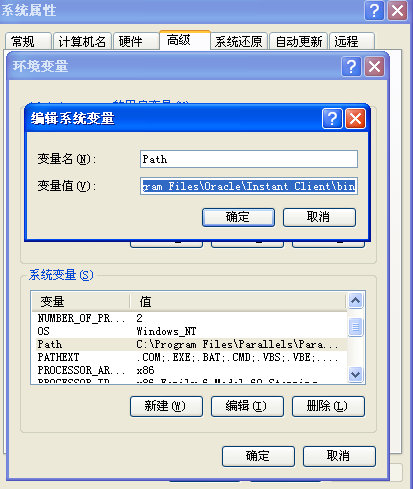 系统属性
常规 计算机名 硬件 高级 系统还原 自动更新 远程
环境变量
编辑系统变量
变量名(N): Path
变量值(V): gram Files\Oracle\Instant Client\bin
确定 取消
系统变量(S)
变量 值
NUMBER_OF_PR... 2
OS Windows_NT
Path C:\Program Files\Parallels\Para...
PATHEXT .COM;.EXE;.BAT;.CMD;.VBS;.VBE;....
PROCESSOR_AR... x86
新建(W) 编辑(I) 删除(L)
确定 取消